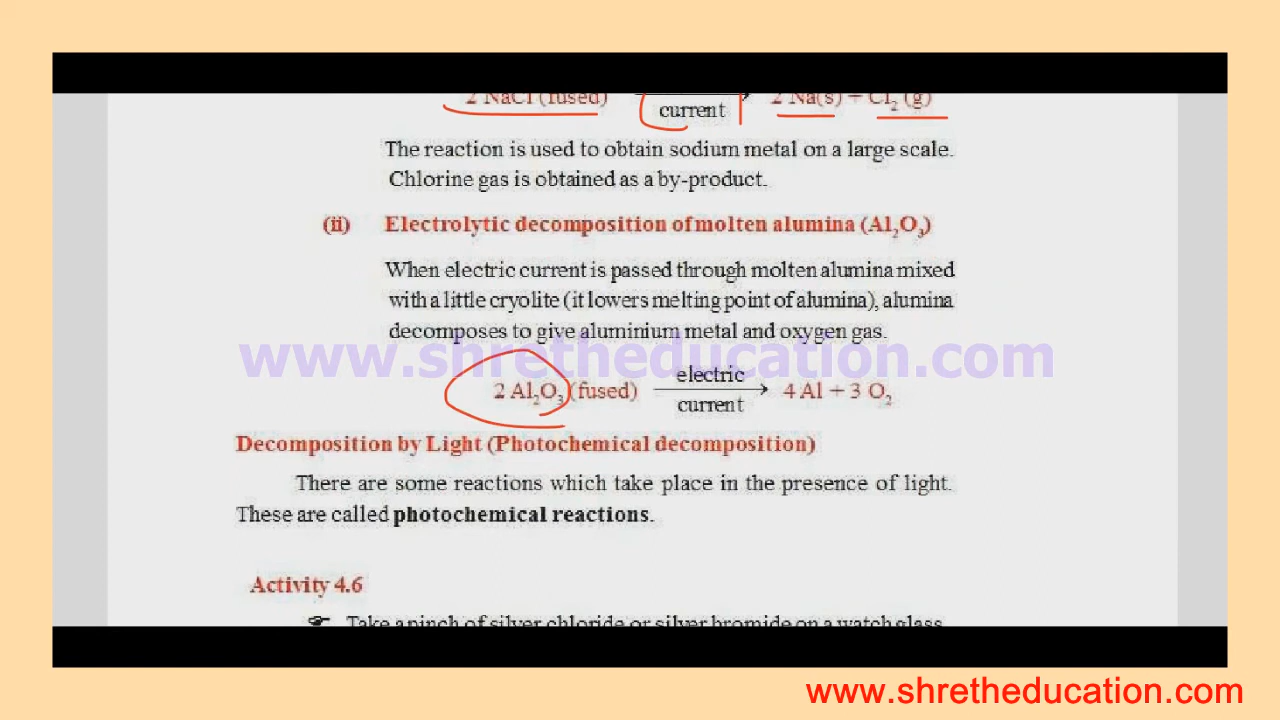 2 NaCl (fused) current → 2 Na(s) + Cl₂ (g)
The reaction is used to obtain sodium metal on a large scale.
Chlorine gas is obtained as a by-product.
(ii) Electrolytic decomposition of molten alumina (Al₂O₃)
When electric current is passed through molten alumina mixed
with a little cryolite (it lowers melting point of alumina), alumina
decomposes to give aluminium metal and oxygen gas.
www.shretheducation.com
2 Al₂O₃ (fused) electric current → 4 Al + 3 O₂
Decomposition by Light (Photochemical decomposition)
There are some reactions which take place in the presence of light.
These are called photochemical reactions.
Activity 4.6
☞ Take a pinch of silver chloride or silver bromide on a watch glass
www.shretheducation.com